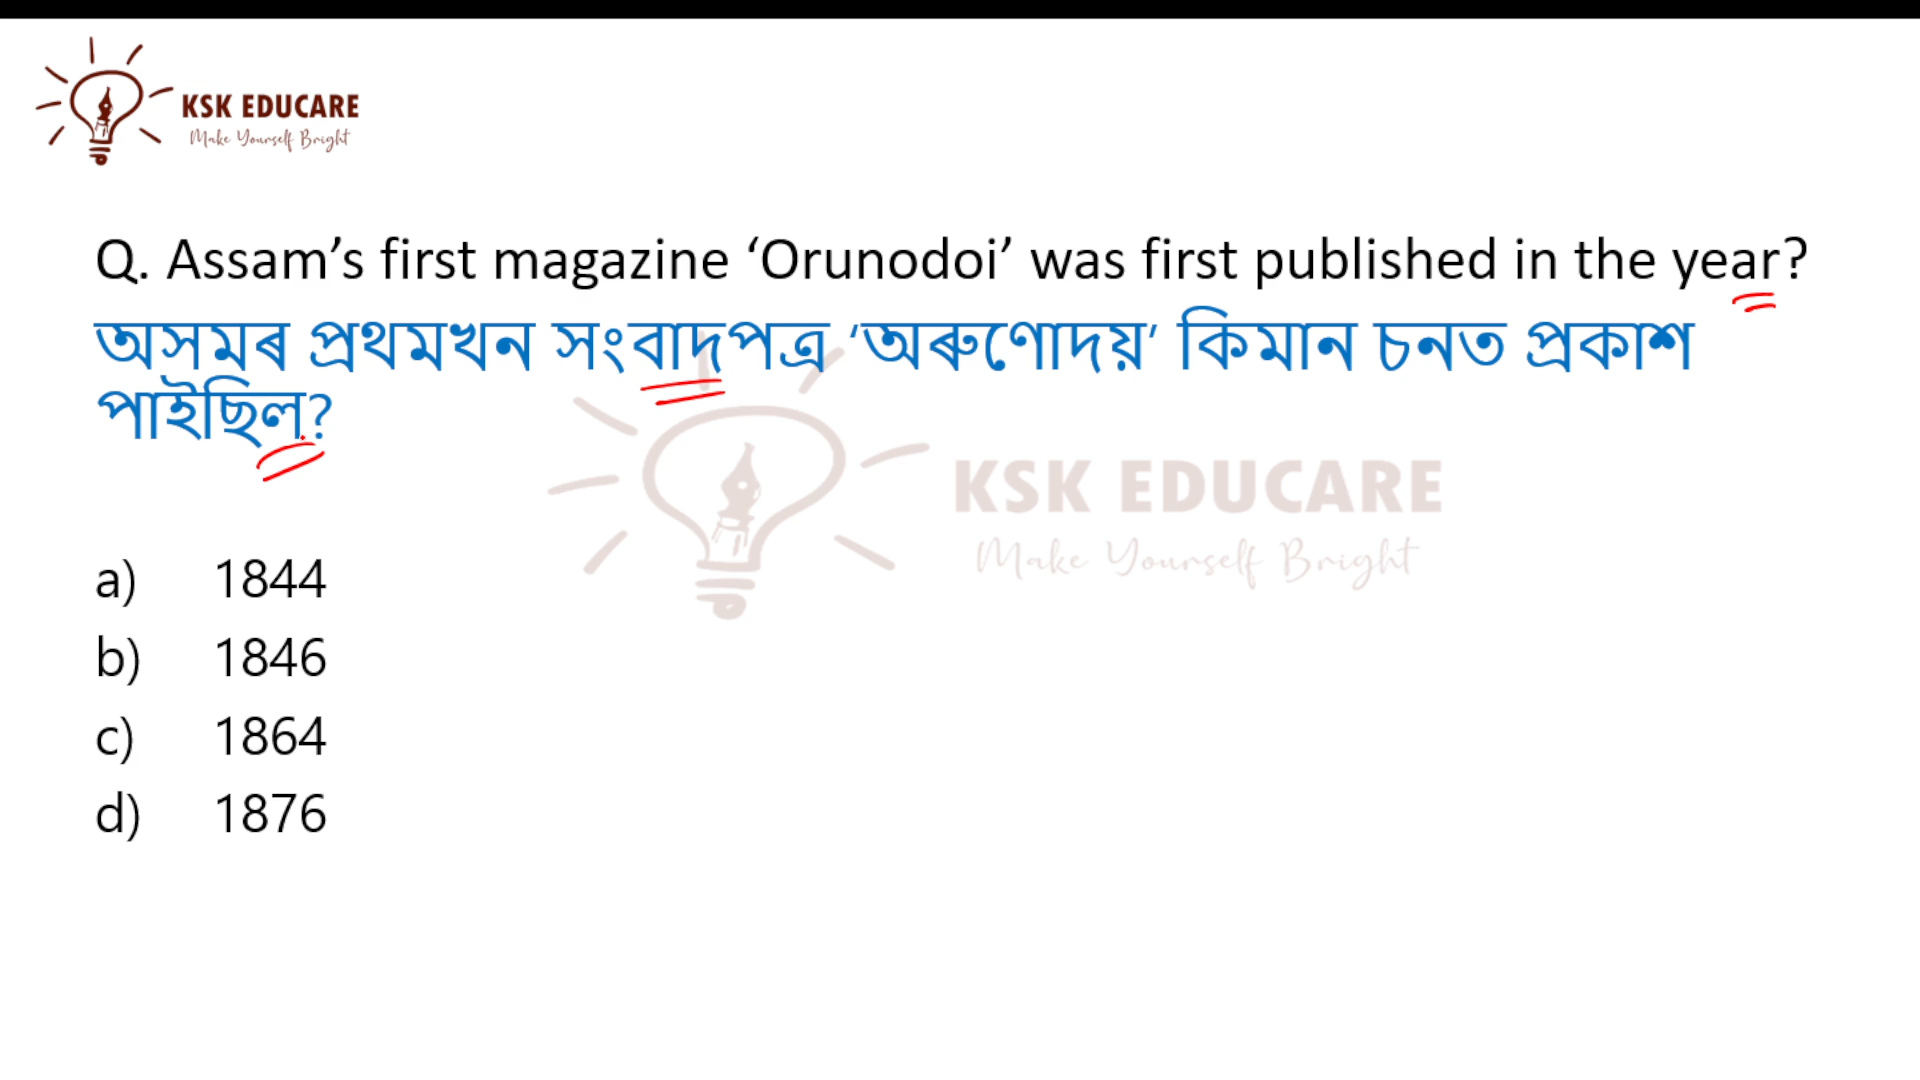 KSK EDUCARE
Make Yourself Bright
Q. Assam’s first magazine ‘Orunodoi’ was first published in the year?
অসমৰ প্ৰথমখন সংবাদপত্ৰ ‘অৰুণোদয়’ কিমান চনত প্ৰকাশ
পাইছিল?
KSK EDUCARE
Make Yourself Bright
a) 1844
b) 1846
c) 1864
d) 1876